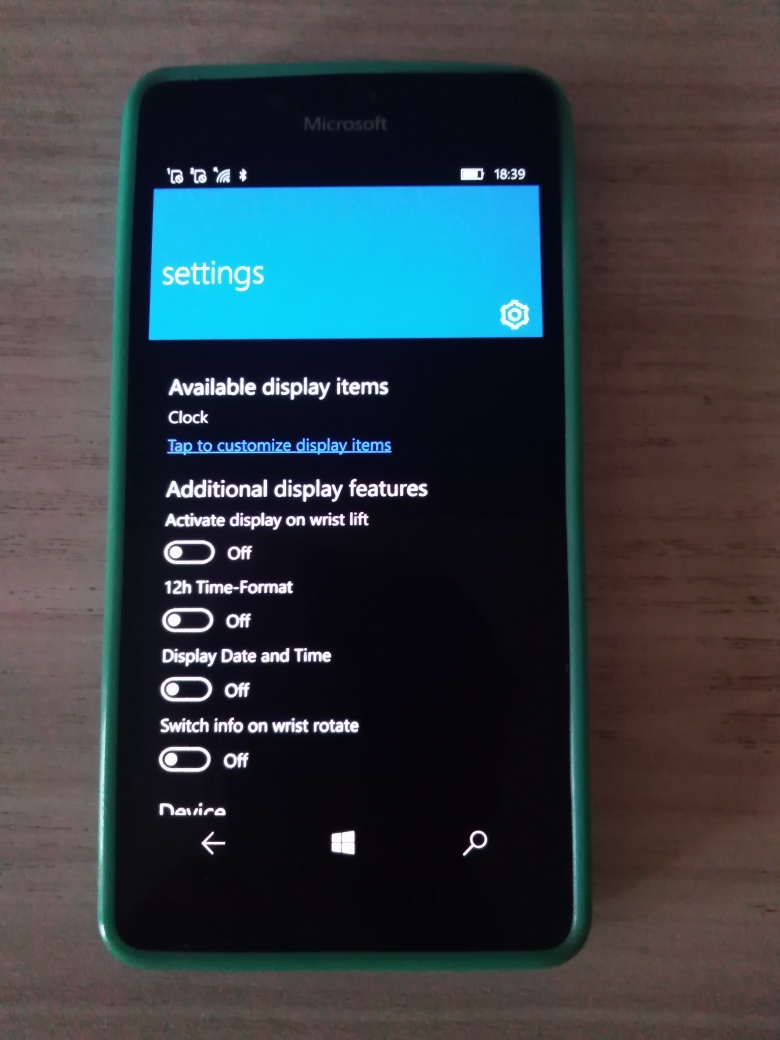 Microsoft
18:39
settings
Available display items
Clock
Tap to customize display items
Additional display features
Activate display on wrist lift
Off
12h Time-Format
Off
Display Date and Time
Off
Switch info on wrist rotate
Off
Device